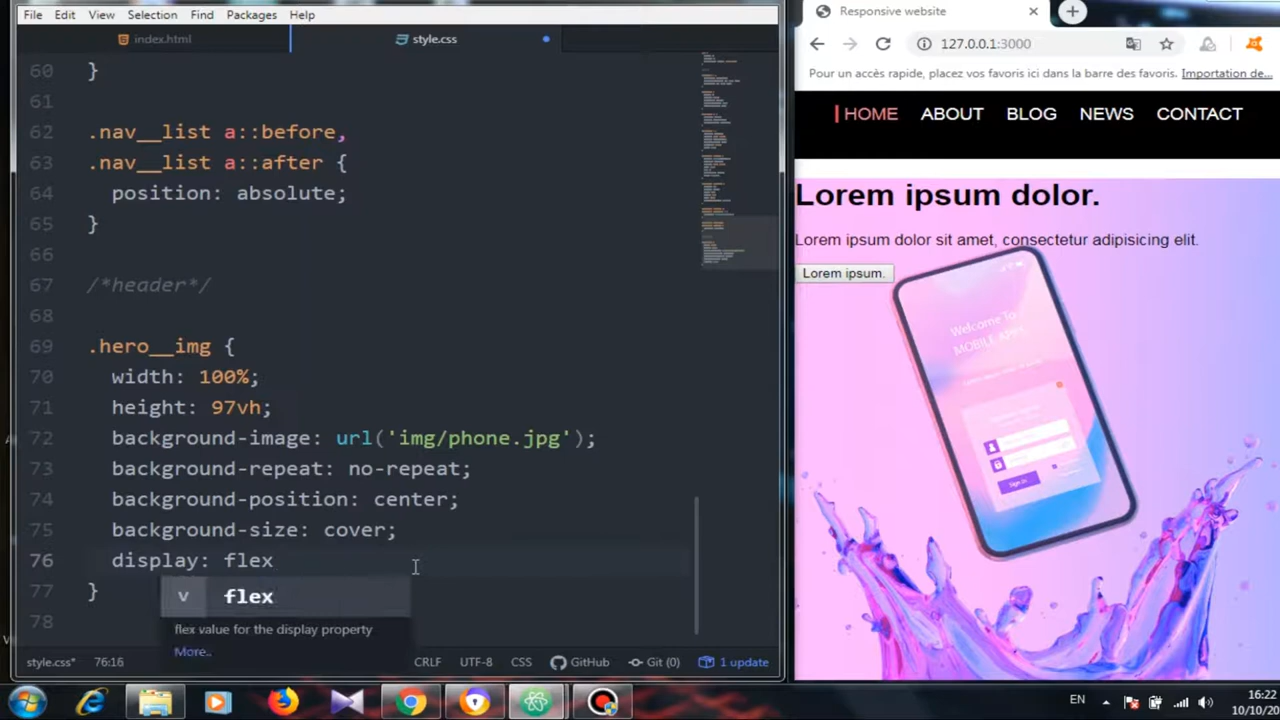 File Edit View Selection Find Packages Help
index.html
style.css
60 }
61
62 .nav__list a::before,
63 .nav__list a::after {
64 position: absolute;
65 }
66
67 /*header*/
68
69 .hero__img {
70 width: 100%;
71 height: 97vh;
72 background-image: url('img/phone.jpg');
73 background-repeat: no-repeat;
74 background-position: center;
75 background-size: cover;
76 display: flex
77 }
78
v flex
flex value for the display property
More..
style.css* 76:16 CRLF UTF-8 CSS GitHub Git (0) 1 update
Responsive website
127.0.0.1:3000
Pour un accès rapide, placez vos favoris ici dans la barre des favoris. Importation de...
HOME ABOUT BLOG NEWS CONTACT
Lorem ipsum dolor.
Lorem ipsum dolor sit amet, consectetur adipisicing elit.
Lorem ipsum.
Welcome To
MOBILE APPS
Sign in
EN
16:22
10/10/20